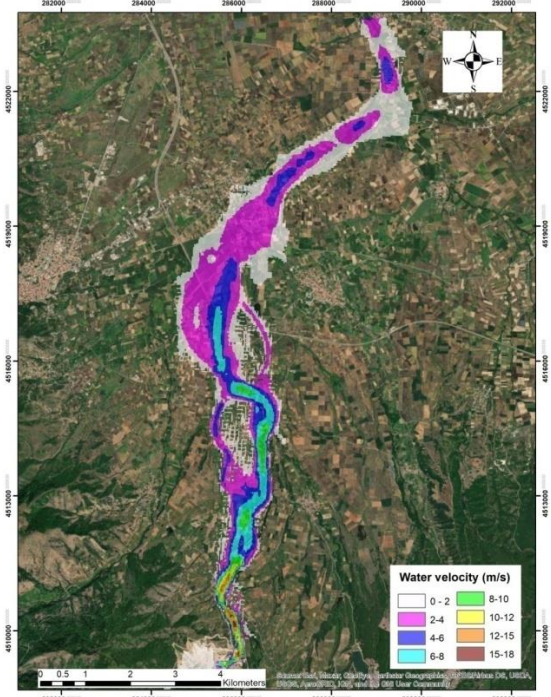 282000 284000 286000 288000 290000 292000
N
W E
S
4522000
4519000
4516000
4513000
4510000
Water velocity (m/s)
0 - 2 8-10
2-4 10-12
4-6 12-15
6-8 15-18
0 0.5 1 2 3 4
Kilometers